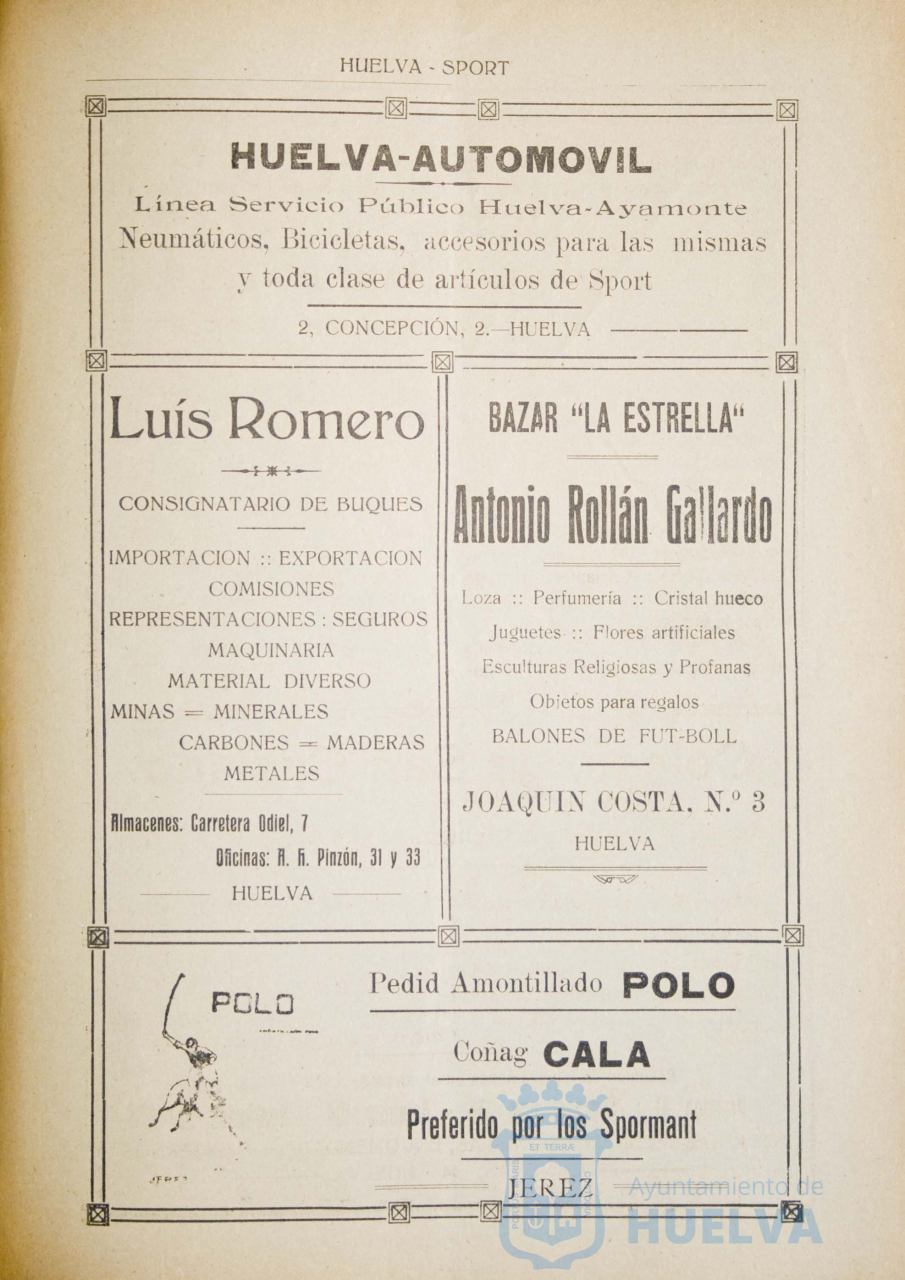 HUELVA - SPORT
HUELVA-AUTOMOVIL
Línea Servicio Público Huelva-Ayamonte
Neumáticos, Bicicletas, accesorios para las mismas
y toda clase de artículos de Sport
2, CONCEPCIÓN, 2.—HUELVA
Luís Romero
CONSIGNATARIO DE BUQUES
IMPORTACION :: EXPORTACION
COMISIONES
REPRESENTACIONES : SEGUROS
MAQUINARIA
MATERIAL DIVERSO
MINAS = MINERALES
CARBONES = MADERAS
METALES
Almacenes: Carretera Odiel, 7
Oficinas: A. H. Pinzón, 31 y 33
HUELVA
BAZAR "LA ESTRELLA"
Antonio Rollán Gallardo
Loza :: Perfumería :: Cristal hueco
Juguetes :: Flores artificiales
Esculturas Religiosas y Profanas
Objetos para regalos
BALONES DE FUT-BOLL
JOAQUIN COSTA, N.º 3
HUELVA
POLO
JEREZ
Pedid Amontillado POLO
Coñag CALA
Preferido por los Spormant
JEREZ
ET TERRÆ
Ayuntamiento de
HUELVA